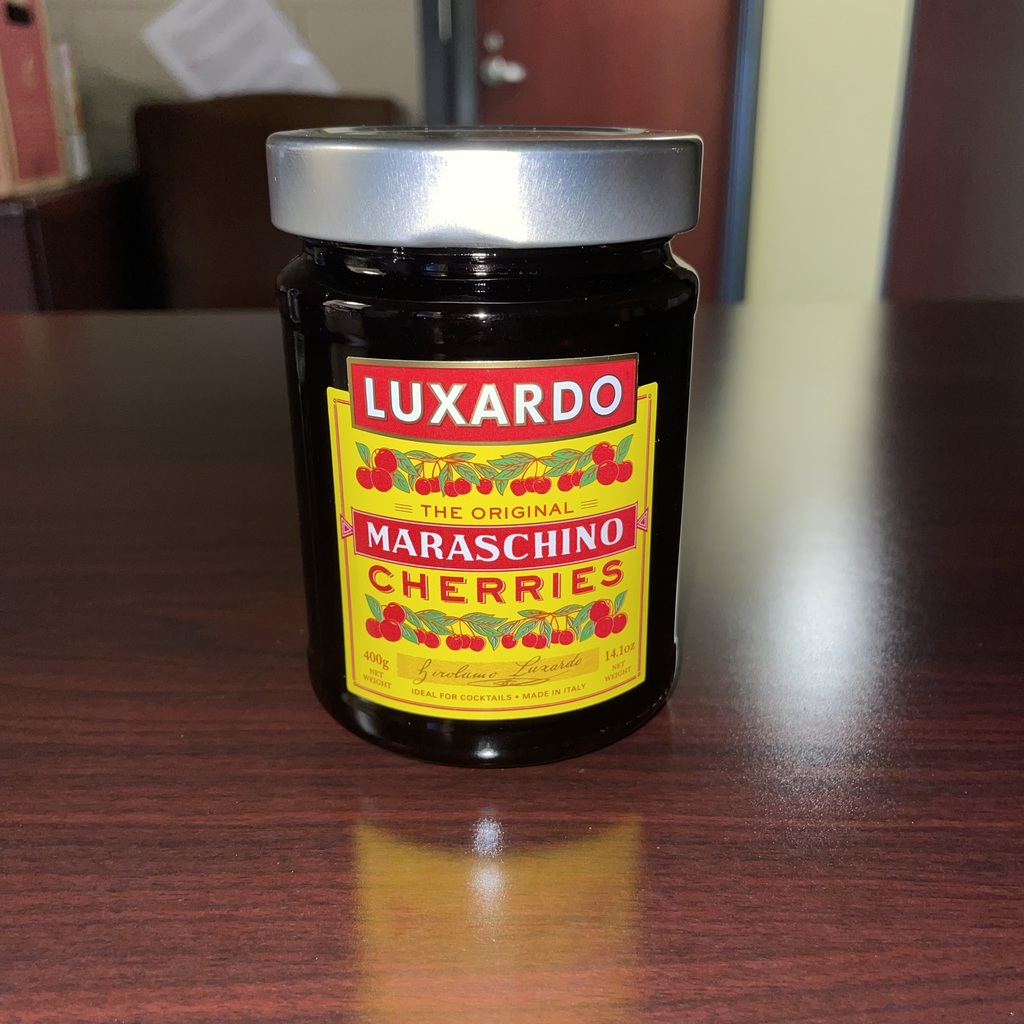 LUXARDO
THE ORIGINAL
MARASCHINO
CHERRIES
400g
NET
WEIGHT
Girolamo Luxardo
14.1oz
NET
WEIGHT
IDEAL FOR COCKTAILS • MADE IN ITALY